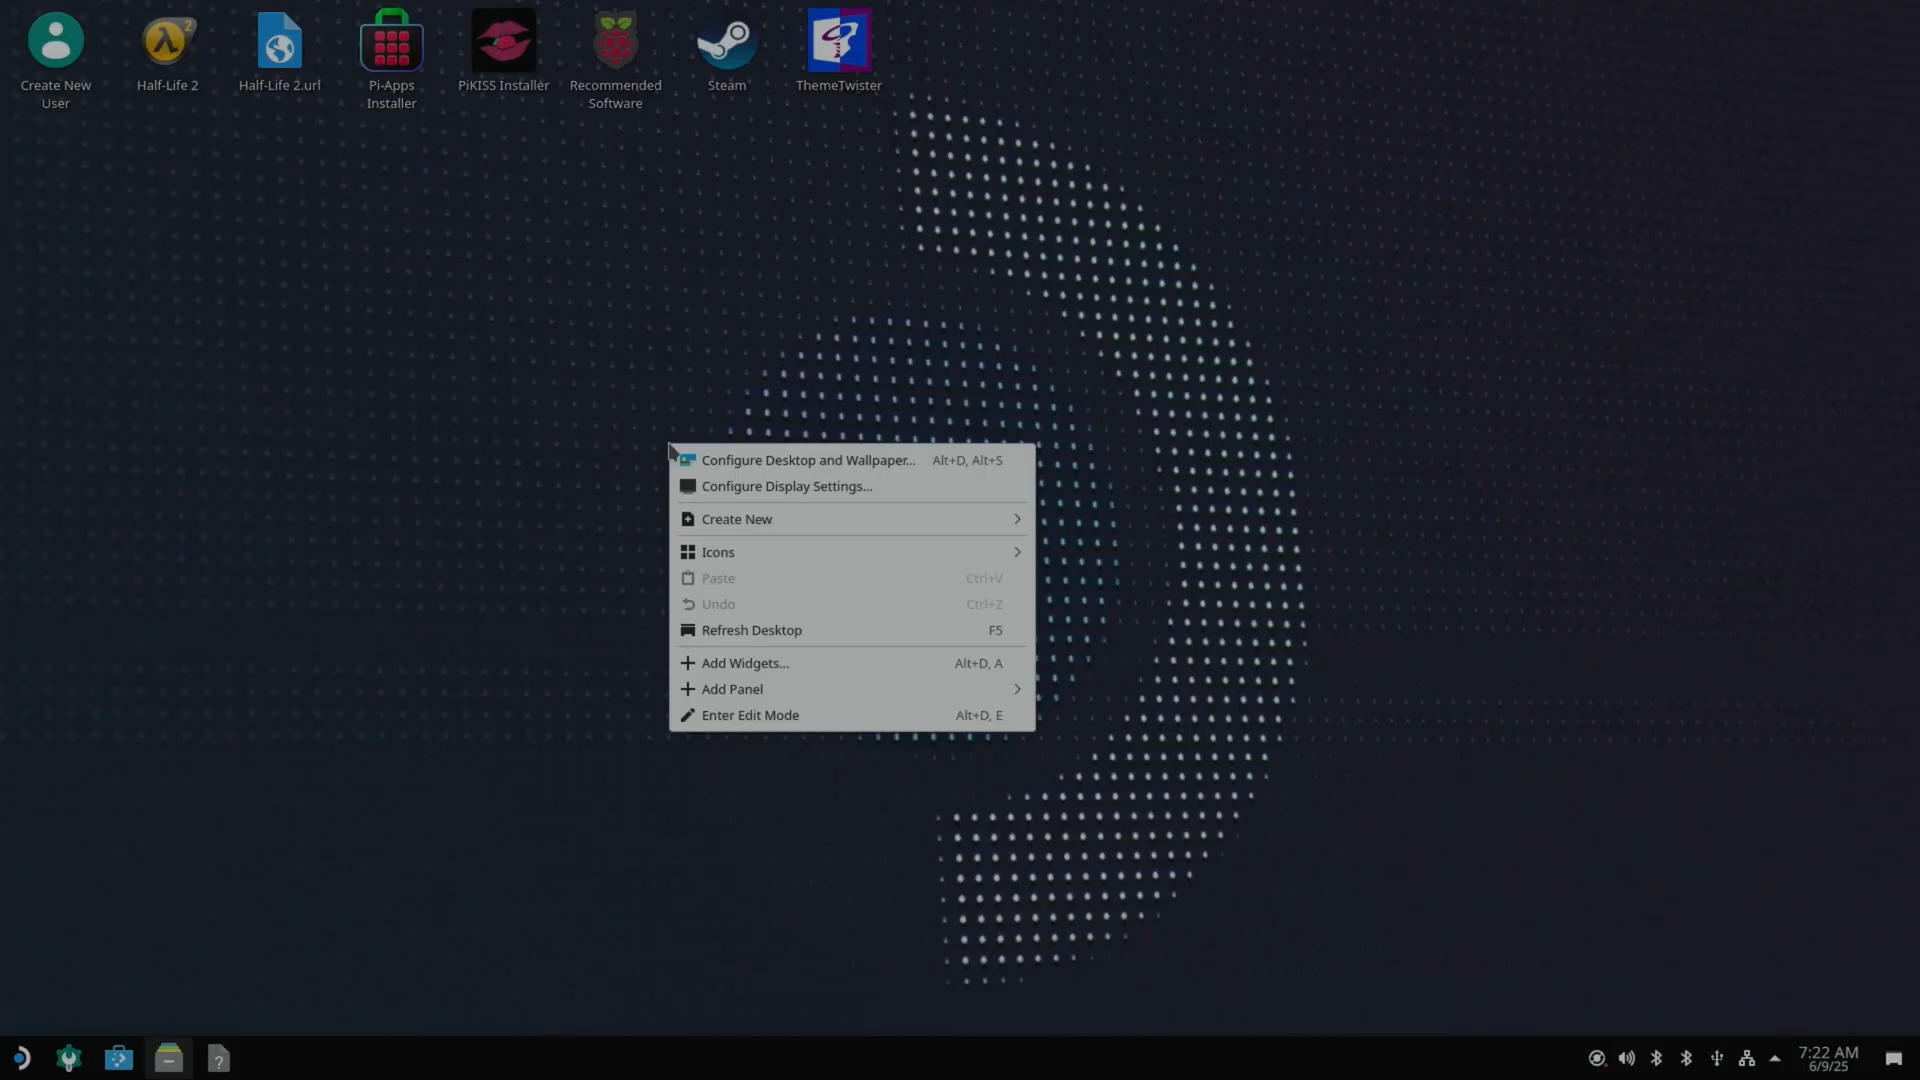 Create New
User
Half-Life 2
Half-Life 2.url
Pi-Apps
Installer
PiKISS Installer
Recommended
Software
Steam
ThemeTwister
Configure Desktop and Wallpaper... Alt+D, Alt+S
Configure Display Settings...
Create New
Icons
Paste Ctrl+V
Undo Ctrl+Z
Refresh Desktop F5
Add Widgets... Alt+D, A
Add Panel
Enter Edit Mode Alt+D, E
7:22 AM
6/9/25